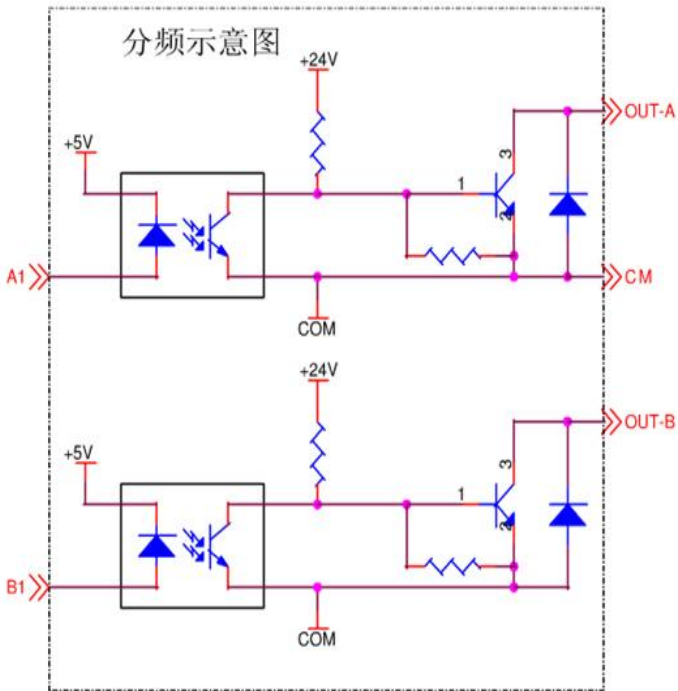 分频示意图
+24V
OUT-A
+5V
3
1
2
A1
CM
COM
+24V
OUT-B
+5V
3
1
2
B1
COM